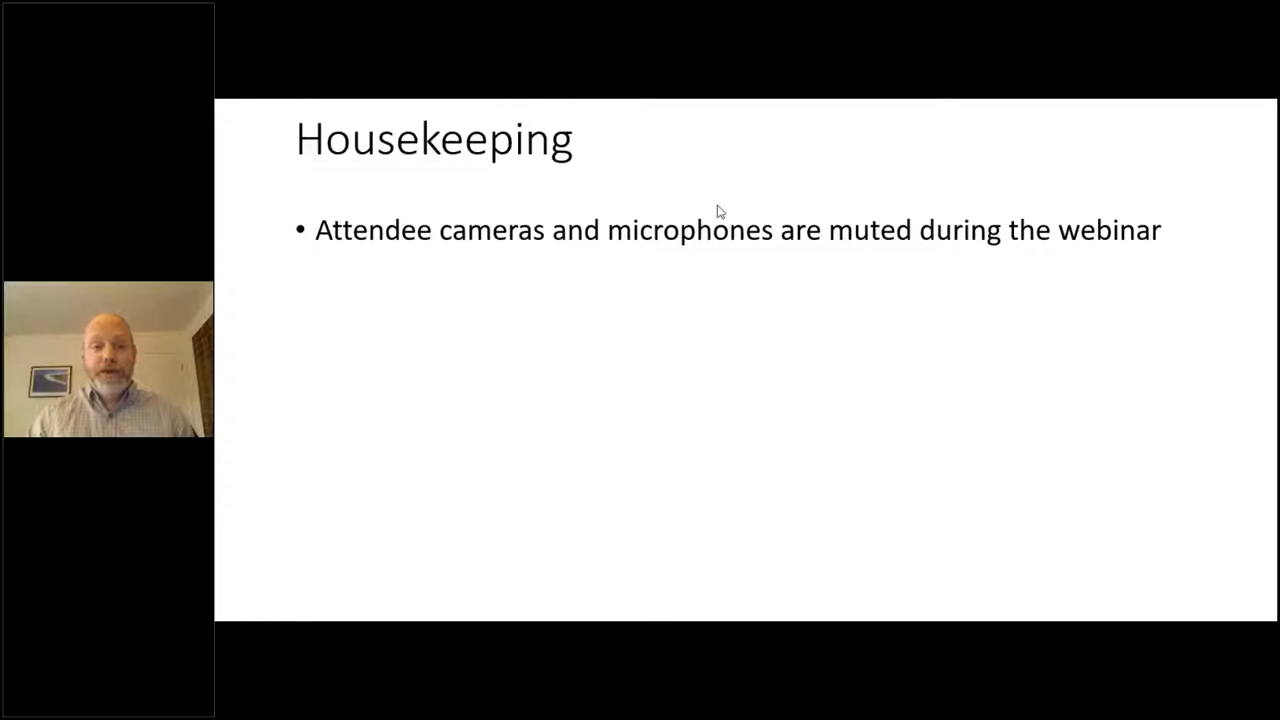 Housekeeping
• Attendee cameras and microphones are muted during the webinar